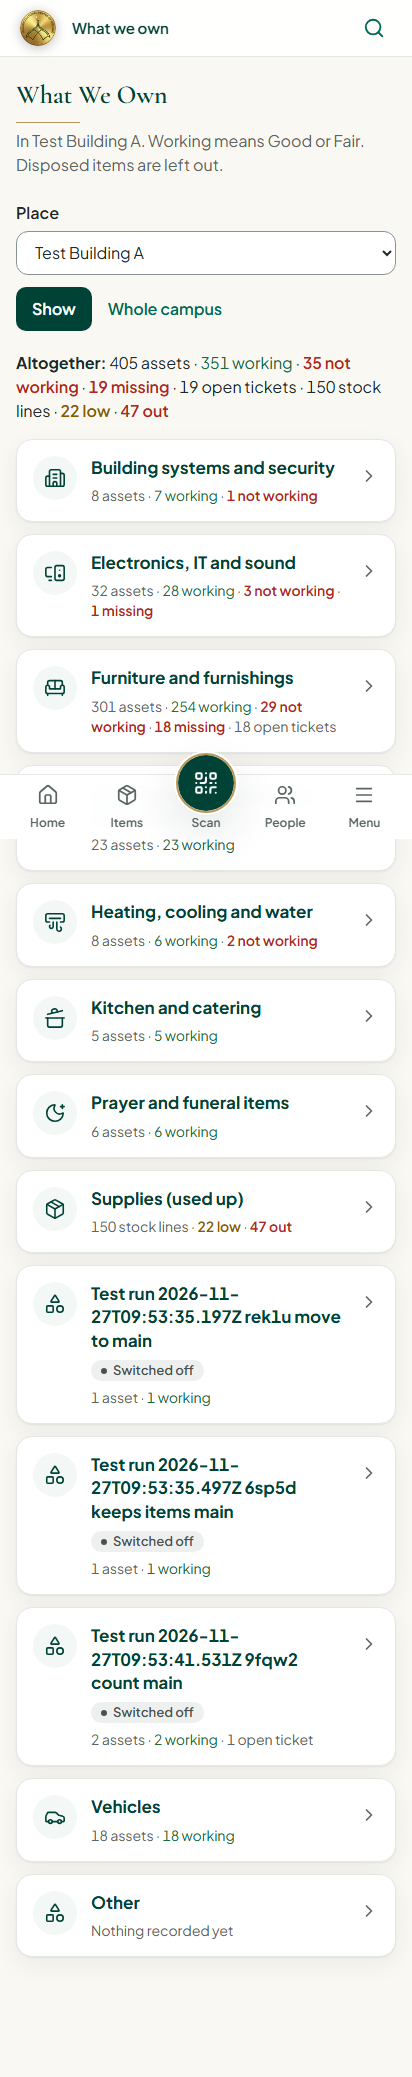 What we own
What We Own
In Test Building A. Working means Good or Fair.
Disposed items are left out.
Place
Test Building A
Show
Whole campus
Altogether: 405 assets · 351 working · 35 not
working · 19 missing · 19 open tickets · 150 stock
lines · 22 low · 47 out
Building systems and security
8 assets · 7 working · 1 not working
Electronics, IT and sound
32 assets · 28 working · 3 not working ·
1 missing
Furniture and furnishings
301 assets · 254 working · 29 not
working · 18 missing · 18 open tickets
Home
Items
Scan
People
Menu
23 assets · 23 working
Heating, cooling and water
8 assets · 6 working · 2 not working
Kitchen and catering
5 assets · 5 working
Prayer and funeral items
6 assets · 6 working
Supplies (used up)
150 stock lines · 22 low · 47 out
Test run 2026-11-
27T09:53:35.197Z rek1u move
to main
Switched off
1 asset · 1 working
Test run 2026-11-
27T09:53:35.497Z 6sp5d
keeps items main
Switched off
1 asset · 1 working
Test run 2026-11-
27T09:53:41.531Z 9fqw2
count main
Switched off
2 assets · 2 working · 1 open ticket
Vehicles
18 assets · 18 working
Other
Nothing recorded yet